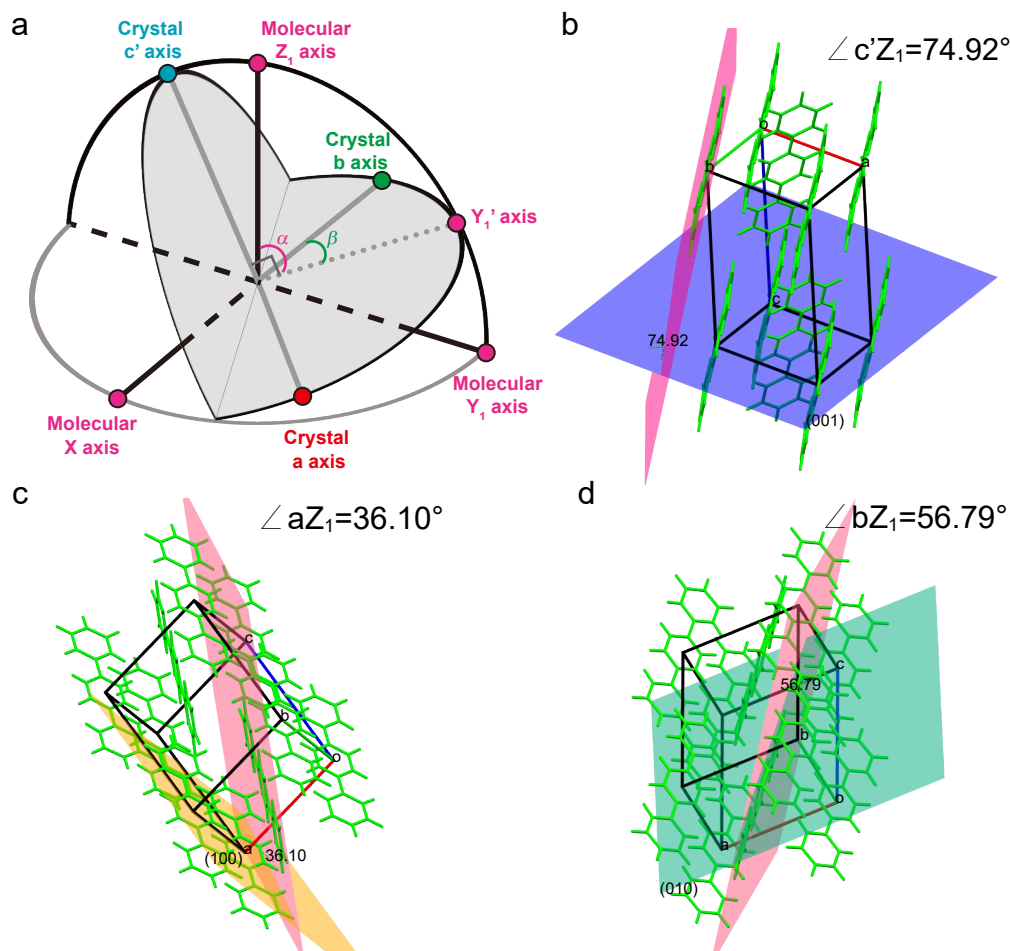 a
Crystal
c' axis
Molecular
Z₁ axis
Crystal
b axis
Y₁' axis
α
β
Molecular
X axis
Crystal
a axis
Molecular
Y₁ axis
b
∠c'Z₁=74.92°
o
b
a
c
74.92
(001)
c
∠aZ₁=36.10°
c
b
o
a
(100)
36.10
d
∠bZ₁=56.79°
c
56.79
b
o
a
(010)